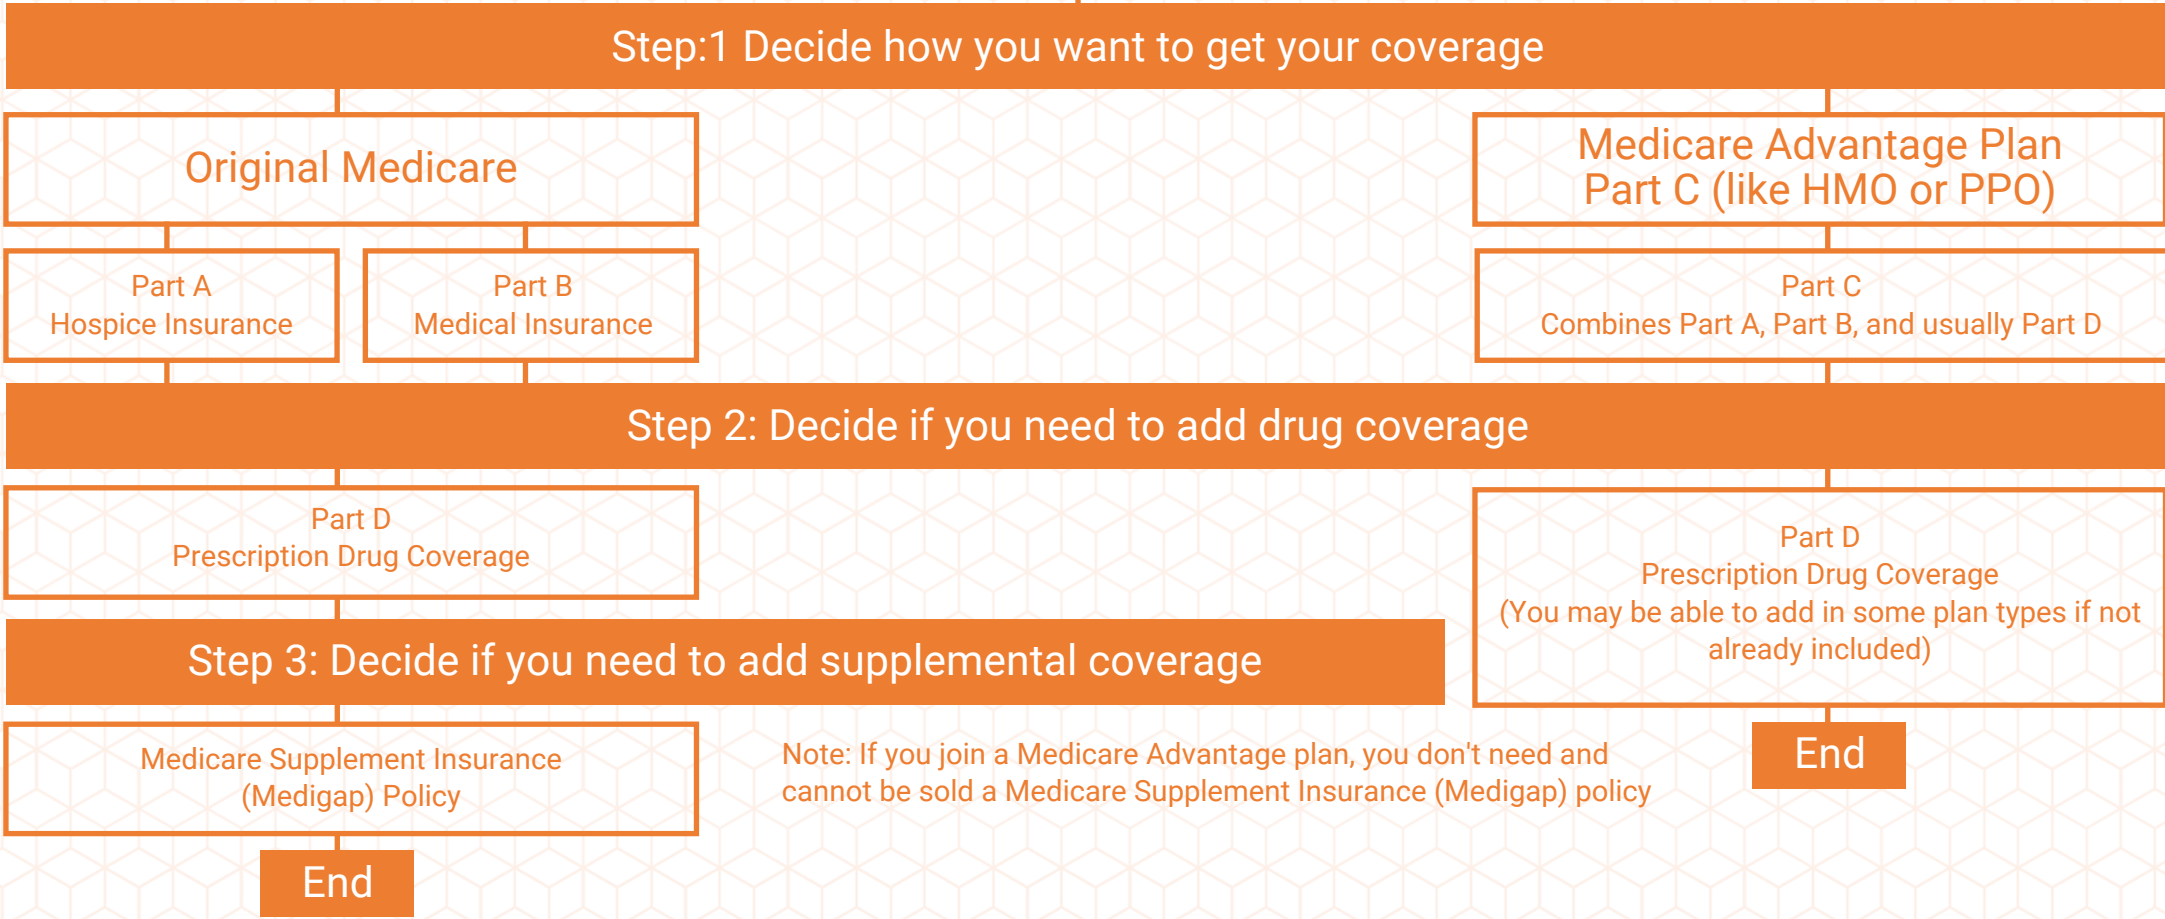 Step:1 Decide how you want to get your coverage
Original Medicare
Medicare Advantage Plan
Part C (like HMO or PPO)
Part A
Hospice Insurance
Part B
Medical Insurance
Part C
Combines Part A, Part B, and usually Part D
Step 2: Decide if you need to add drug coverage
Part D
Prescription Drug Coverage
Part D
Prescription Drug Coverage
(You may be able to add in some plan types if not
already included)
Step 3: Decide if you need to add supplemental coverage
Medicare Supplement Insurance
(Medigap) Policy
Note: If you join a Medicare Advantage plan, you don't need and
cannot be sold a Medicare Supplement Insurance (Medigap) policy
End
End